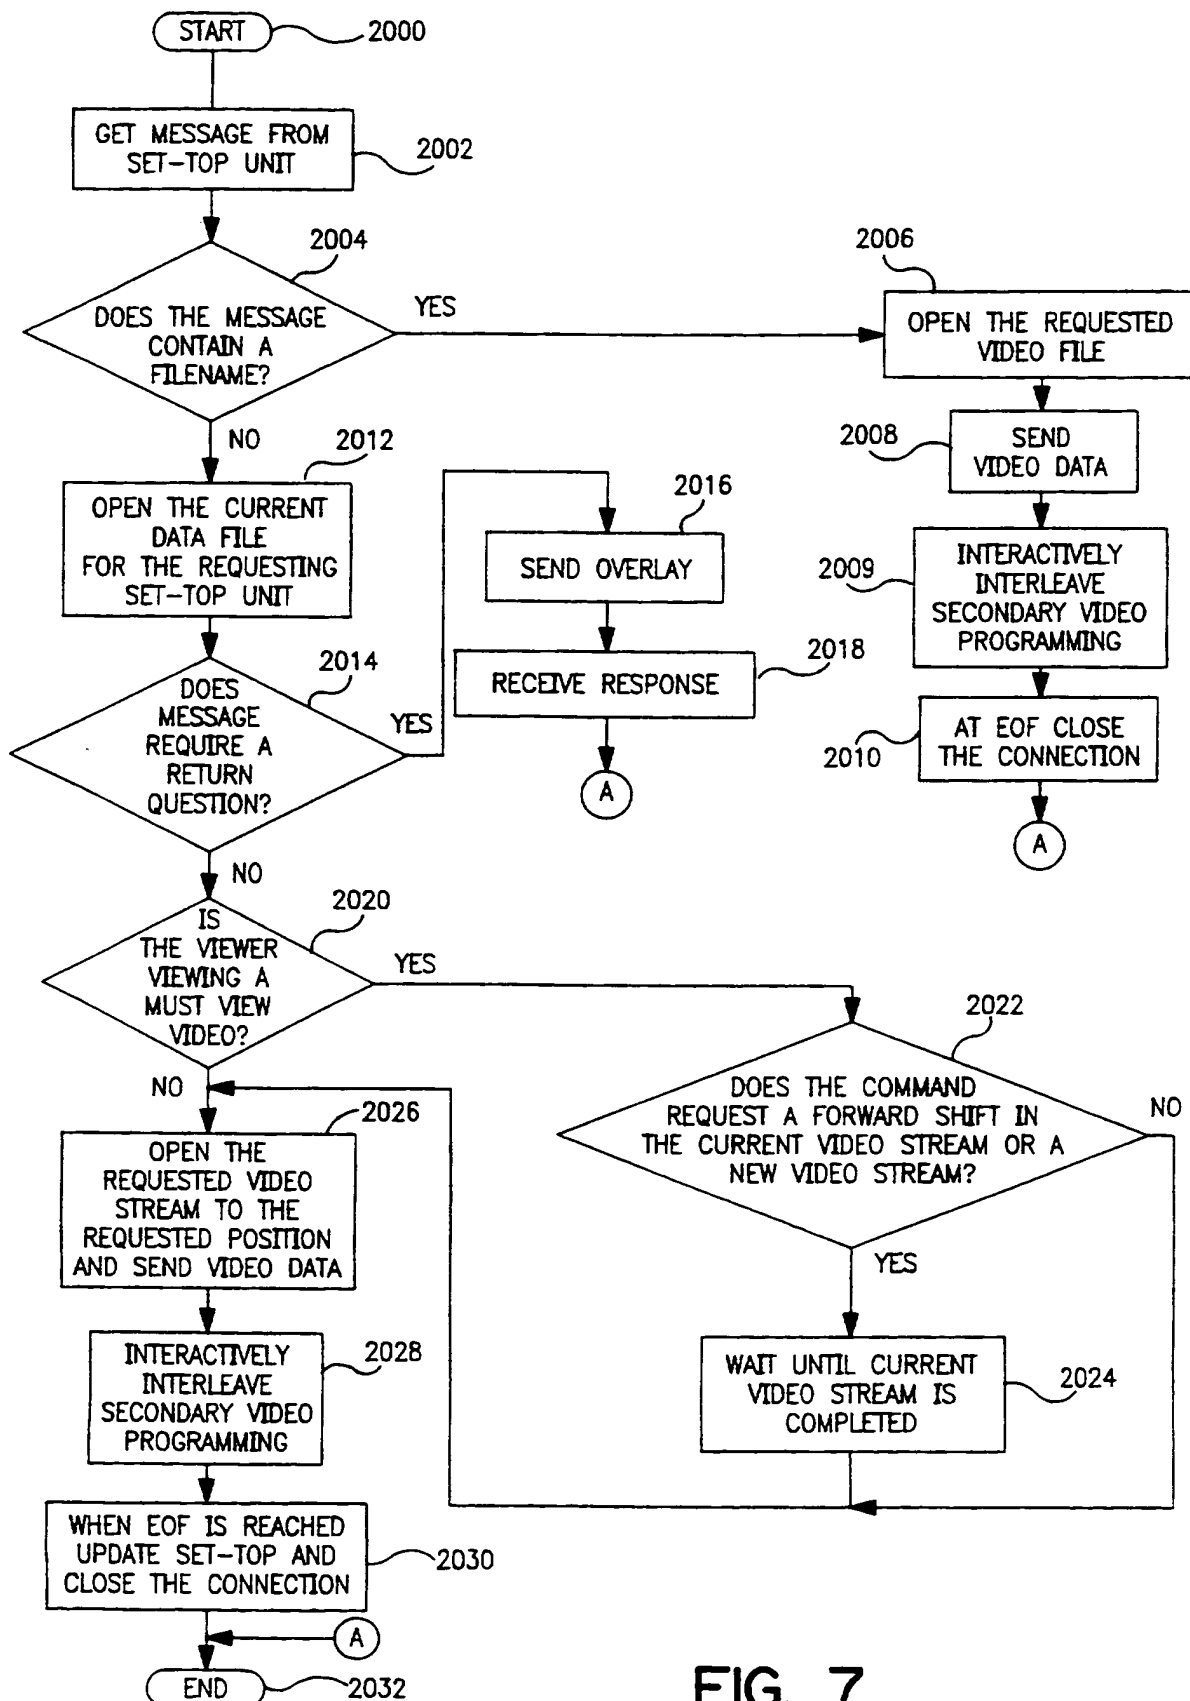 START
2000
GET MESSAGE FROM
SET-TOP UNIT
2002
2004
DOES THE MESSAGE
CONTAIN A
FILENAME?
YES
NO
2006
OPEN THE REQUESTED
VIDEO FILE
2008
SEND
VIDEO DATA
2009
INTERACTIVELY
INTERLEAVE
SECONDARY VIDEO
PROGRAMMING
2010
AT EOF CLOSE
THE CONNECTION
A
2012
OPEN THE CURRENT
DATA FILE
FOR THE REQUESTING
SET-TOP UNIT
2014
DOES
MESSAGE
REQUIRE A
RETURN
QUESTION?
YES
NO
2016
SEND OVERLAY
2018
RECEIVE RESPONSE
A
2020
IS
THE VIEWER
VIEWING A
MUST VIEW
VIDEO?
YES
NO
2022
DOES THE COMMAND
REQUEST A FORWARD SHIFT IN
THE CURRENT VIDEO STREAM OR A
NEW VIDEO STREAM?
NO
YES
WAIT UNTIL CURRENT
VIDEO STREAM IS
COMPLETED
2024
2026
OPEN THE
REQUESTED VIDEO
STREAM TO THE
REQUESTED POSITION
AND SEND VIDEO DATA
INTERACTIVELY
INTERLEAVE
SECONDARY VIDEO
PROGRAMMING
2028
WHEN EOF IS REACHED
UPDATE SET-TOP AND
CLOSE THE CONNECTION
2030
A
END
2032
FIG. 7